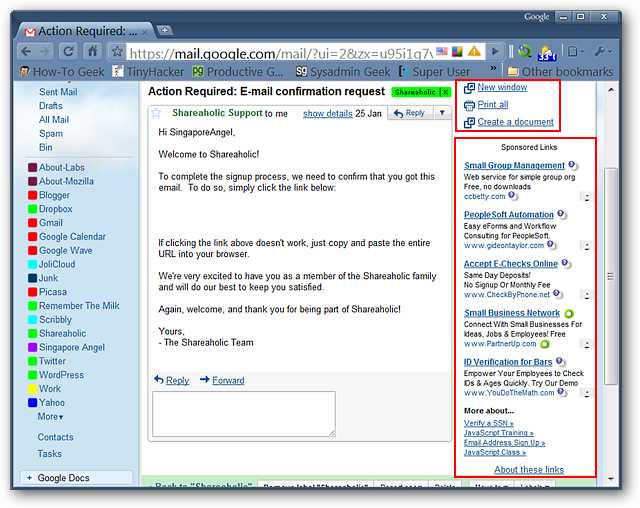 Google
Action Required: ...
https://mail.google.com/mail/?ui=2&zx=u95i1g7v
33°f
How-To Geek
TinyHacker
Productive G...
Sysadmin Geek
Super User
»
Other bookmarks
Sent Mail
Drafts
All Mail
Spam
Bin
About-Labs
About-Mozilla
Blogger
Dropbox
Gmail
Google Calendar
Google Wave
JoliCloud
Junk
Picasa
Remember The Milk
Scribbly
Shareaholic
Singapore Angel
Twitter
WordPress
Work
Yahoo
More▾
Contacts
Tasks
+ Google Docs
Action Required: E-mail confirmation request
Shareaholic X
Shareaholic Support to me show details 25 Jan Reply
Hi SingaporeAngel,
Welcome to Shareaholic!
To complete the signup process, we need to confirm that you got this
email. To do so, simply click the link below:
If clicking the link above doesn't work, just copy and paste the entire
URL into your browser.
We're very excited to have you as a member of the Shareaholic family
and will do our best to keep you satisfied.
Again, welcome, and thank you for being part of Shareaholic!
Yours,
- The Shareaholic Team
Reply
Forward
New window
Print all
Create a document
Sponsored Links
Small Group Management
Web service for simple group org
Free, no downloads
ccbetty.com
PeopleSoft Automation
Easy eForms and Workflow
Consulting for PeopleSoft.
www.gideontaylor.com
Accept E-Checks Online
Same Day Deposits!
No Signup Or Monthly Fee
www.CheckByPhone.net
Small Business Network
Connect With Small Businesses For
Ideas, Jobs & Employees! Free
www.PartnerUp.com
ID Verification for Bars
Empower Your Employees to Check
IDs & Ages Quickly. Try Our Demo
www.YouDoTheMath.com
More about...
Verify a SSN »
JavaScript Training »
Email Address Sign Up »
JavaScript Class »
About these links